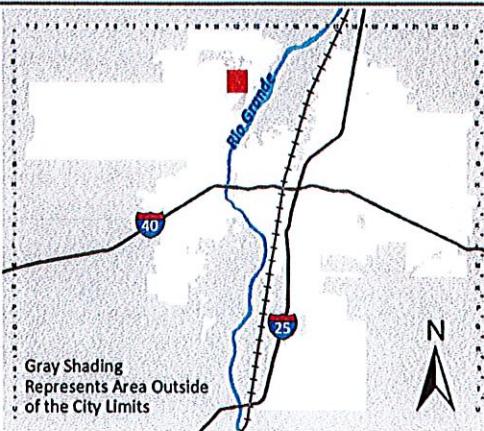 Rio Grande
40
25
N
Gray Shading
Represents Area Outside
of the City Limits